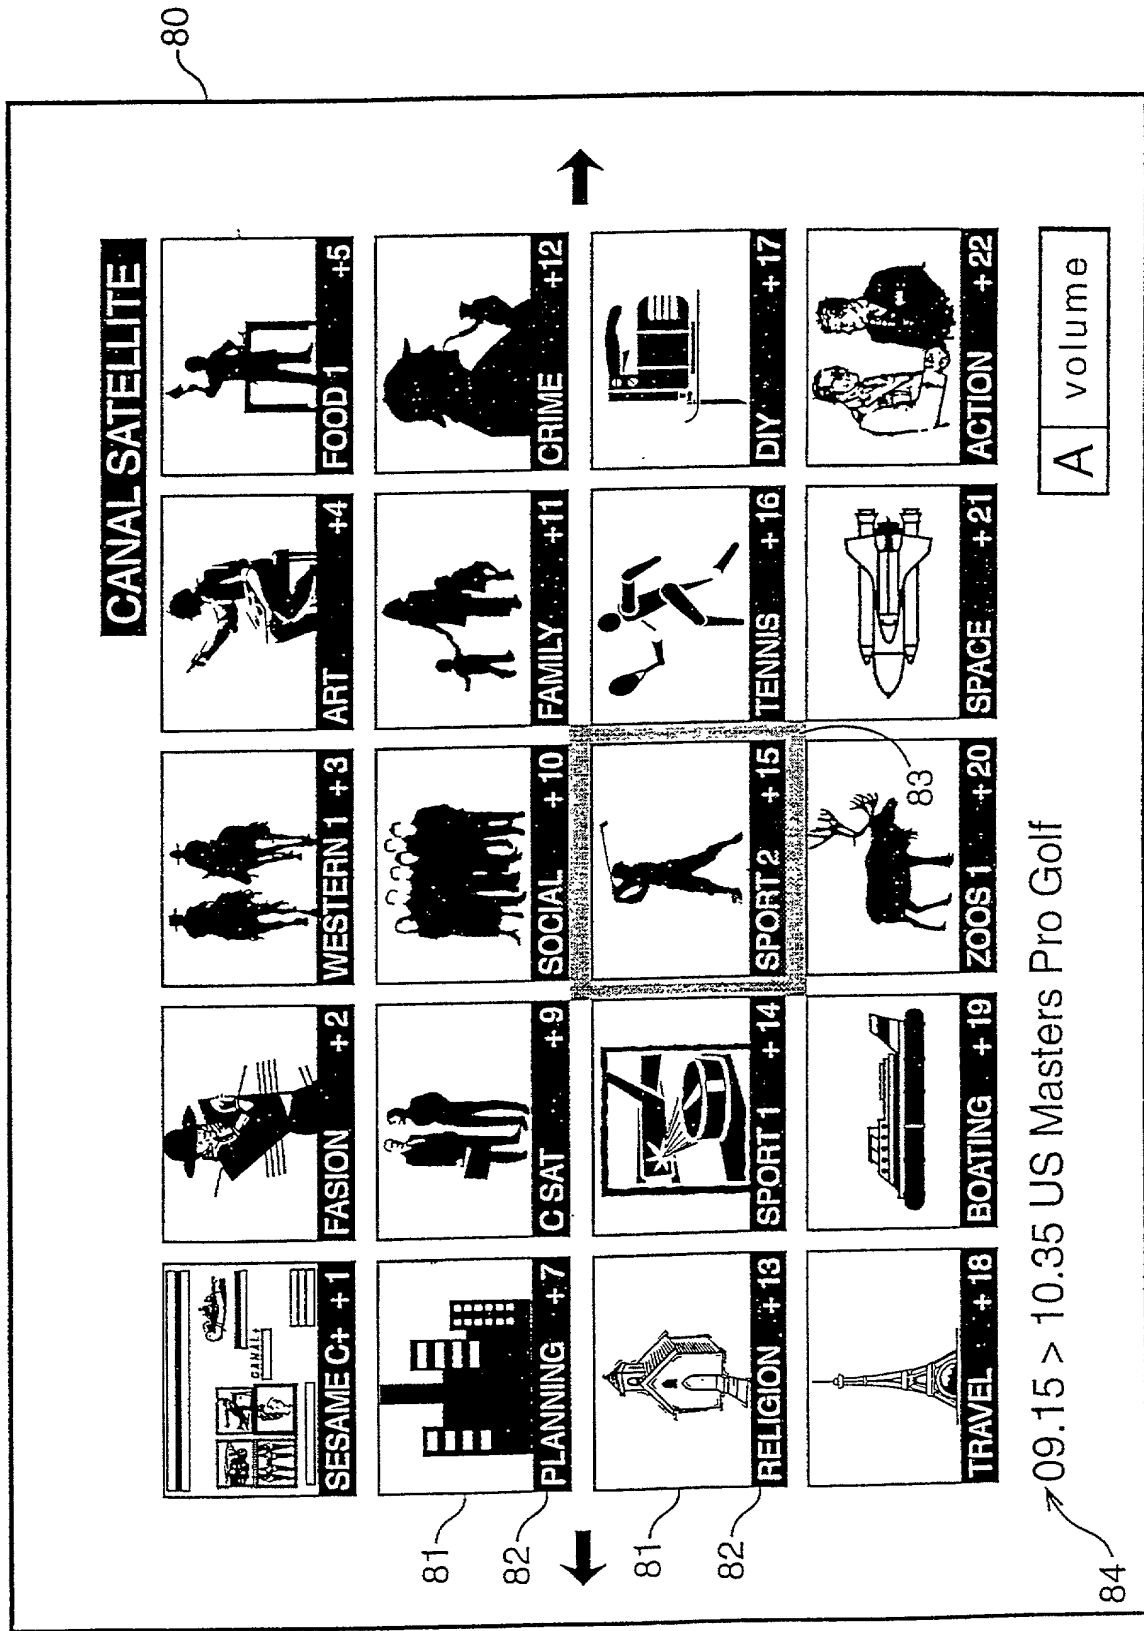 80
CANAL SATELLITE
SESAME C+ +1
FASION +2
WESTERN 1 +3
ART +4
FOOD 1 +5
81
82
PLANNING +7
C SAT +9
SOCIAL +10
FAMILY +11
CRIME +12
81
82
RELIGION +13
SPORT 1 +14
SPORT 2 +15
TENNIS +16
DIY +17
83
TRAVEL +18
BOATING +19
ZOOS 1 +20
SPACE +21
ACTION +22
84
09.15 > 10.35 US Masters Pro Golf
A volume
CANAL+